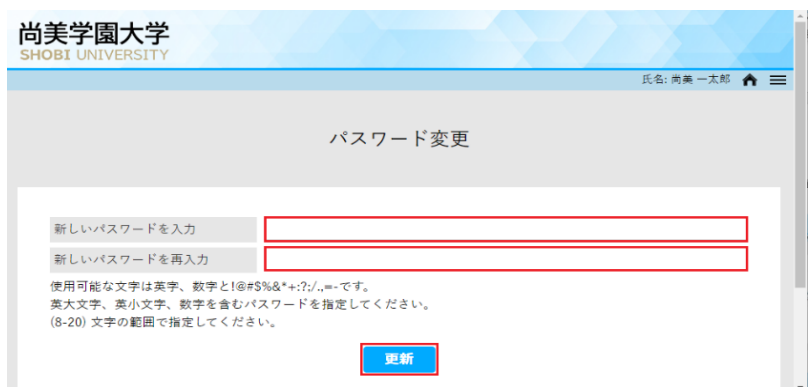 尚美学園大学
SHOBI UNIVERSITY
氏名: 尚美 一太郎
パスワード変更
新しいパスワードを入力
新しいパスワードを再入力
使用可能な文字は英字、数字と!@#$%&*+:?;/.,=-です。
英大文字、英小文字、数字を含むパスワードを指定してください。
(8-20) 文字の範囲で指定してください。
更新